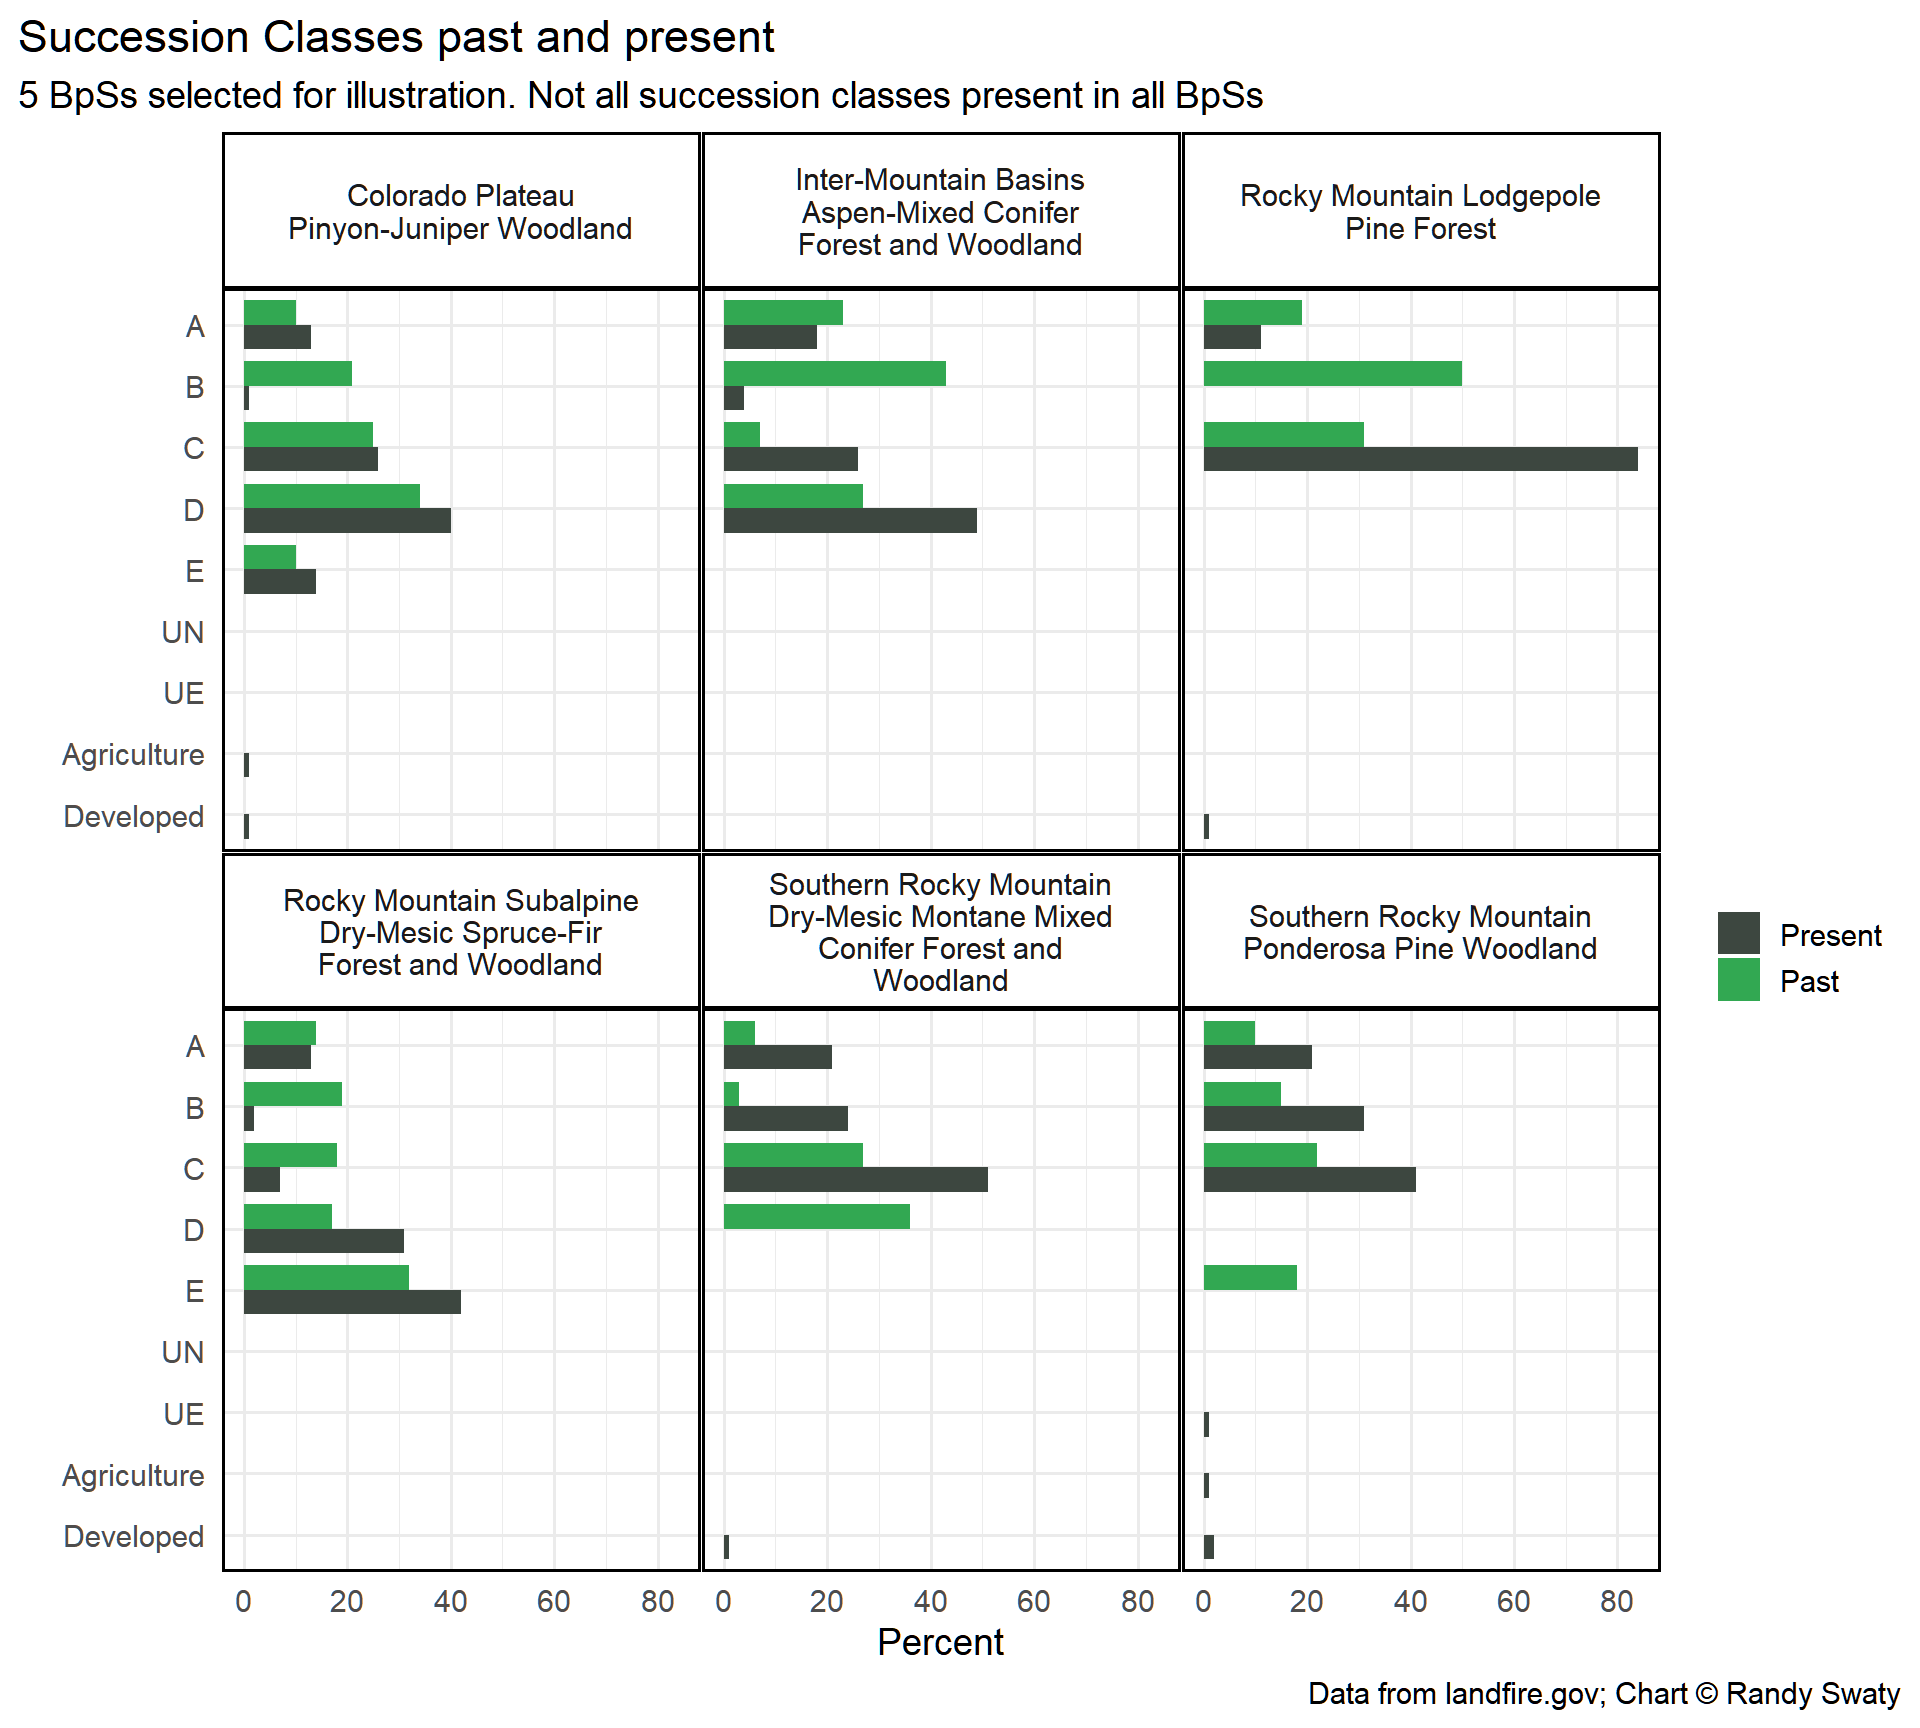 Succession Classes past and present
5 BpSs selected for illustration. Not all succession classes present in all BpSs
Colorado Plateau
Pinyon-Juniper Woodland
Inter-Mountain Basins
Aspen-Mixed Conifer
Forest and Woodland
Rocky Mountain Lodgepole
Pine Forest
A
B
C
D
E
UN
UE
Agriculture
Developed
Rocky Mountain Subalpine
Dry-Mesic Spruce-Fir
Forest and Woodland
Southern Rocky Mountain
Dry-Mesic Montane Mixed
Conifer Forest and
Woodland
Southern Rocky Mountain
Ponderosa Pine Woodland
Present
Past
A
B
C
D
E
UN
UE
Agriculture
Developed
0 20 40 60 80 0 20 40 60 80 0 20 40 60 80
Percent
Data from landfire.gov; Chart © Randy Swaty